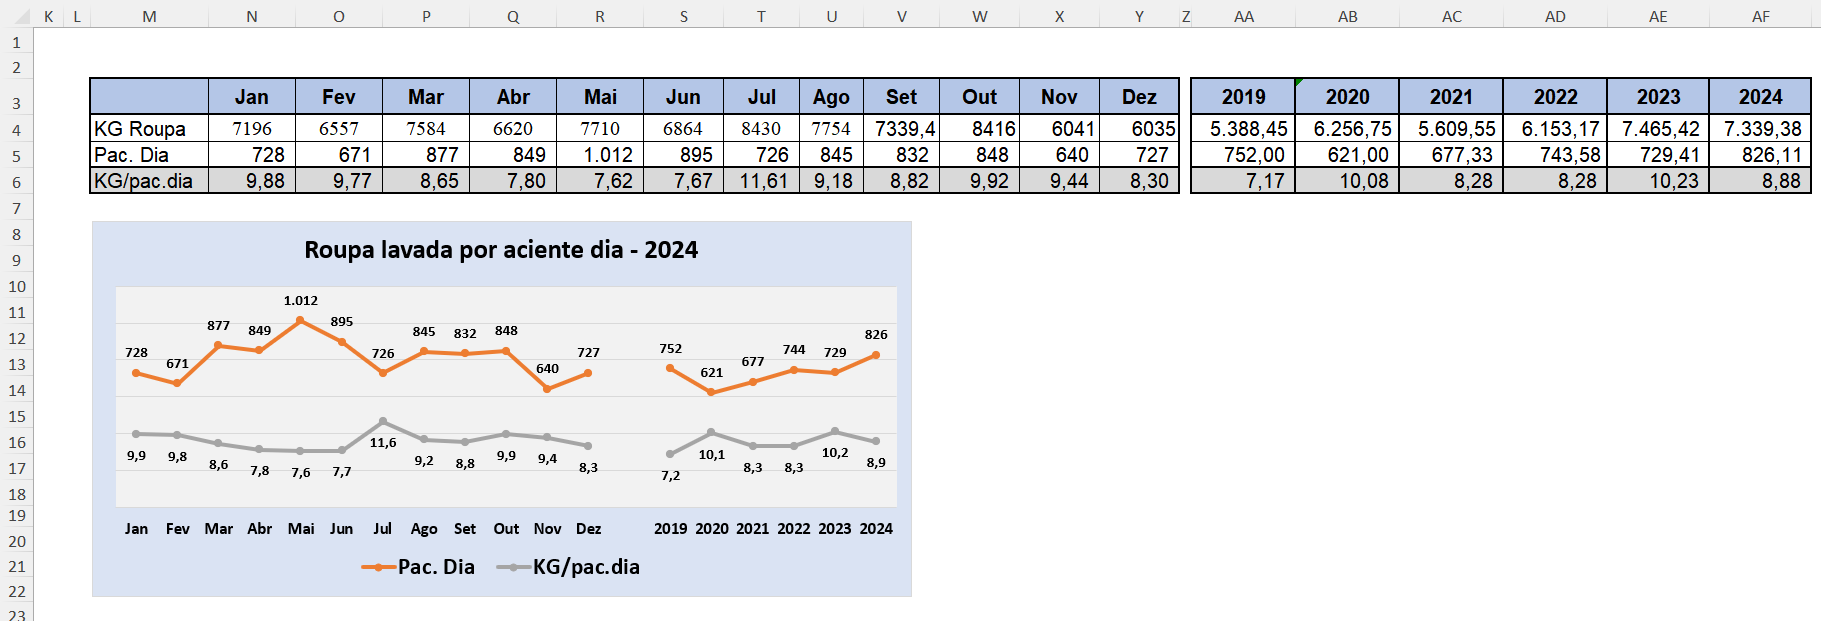 K L M N O P Q R S T U V W X Y Z AA AB AC AD AE AF
1
2
3 Jan Fev Mar Abr Mai Jun Jul Ago Set Out Nov Dez 2019 2020 2021 2022 2023 2024
4 KG Roupa 7196 6557 7584 6620 7710 6864 8430 7754 7339,4 8416 6041 6035 5.388,45 6.256,75 5.609,55 6.153,17 7.465,42 7.339,38
5 Pac. Dia 728 671 877 849 1.012 895 726 845 832 848 640 727 752,00 621,00 677,33 743,58 729,41 826,11
6 KG/pac.dia 9,88 9,77 8,65 7,80 7,62 7,67 11,61 9,18 8,82 9,92 9,44 8,30 7,17 10,08 8,28 8,28 10,23 8,88
7
8
9
10
11
12
13
14
15
16
17
18
19
20
21
22
23
Roupa lavada por aciente dia - 2024
728 671 877 849 1.012 895 726 845 832 848 640 727 752 621 677 744 729 826
9,9 9,8 8,6 7,8 7,6 7,7 11,6 9,2 8,8 9,9 9,4 8,3 7,2 10,1 8,3 8,3 10,2 8,9
Jan Fev Mar Abr Mai Jun Jul Ago Set Out Nov Dez 2019 2020 2021 2022 2023 2024
Pac. Dia KG/pac.dia